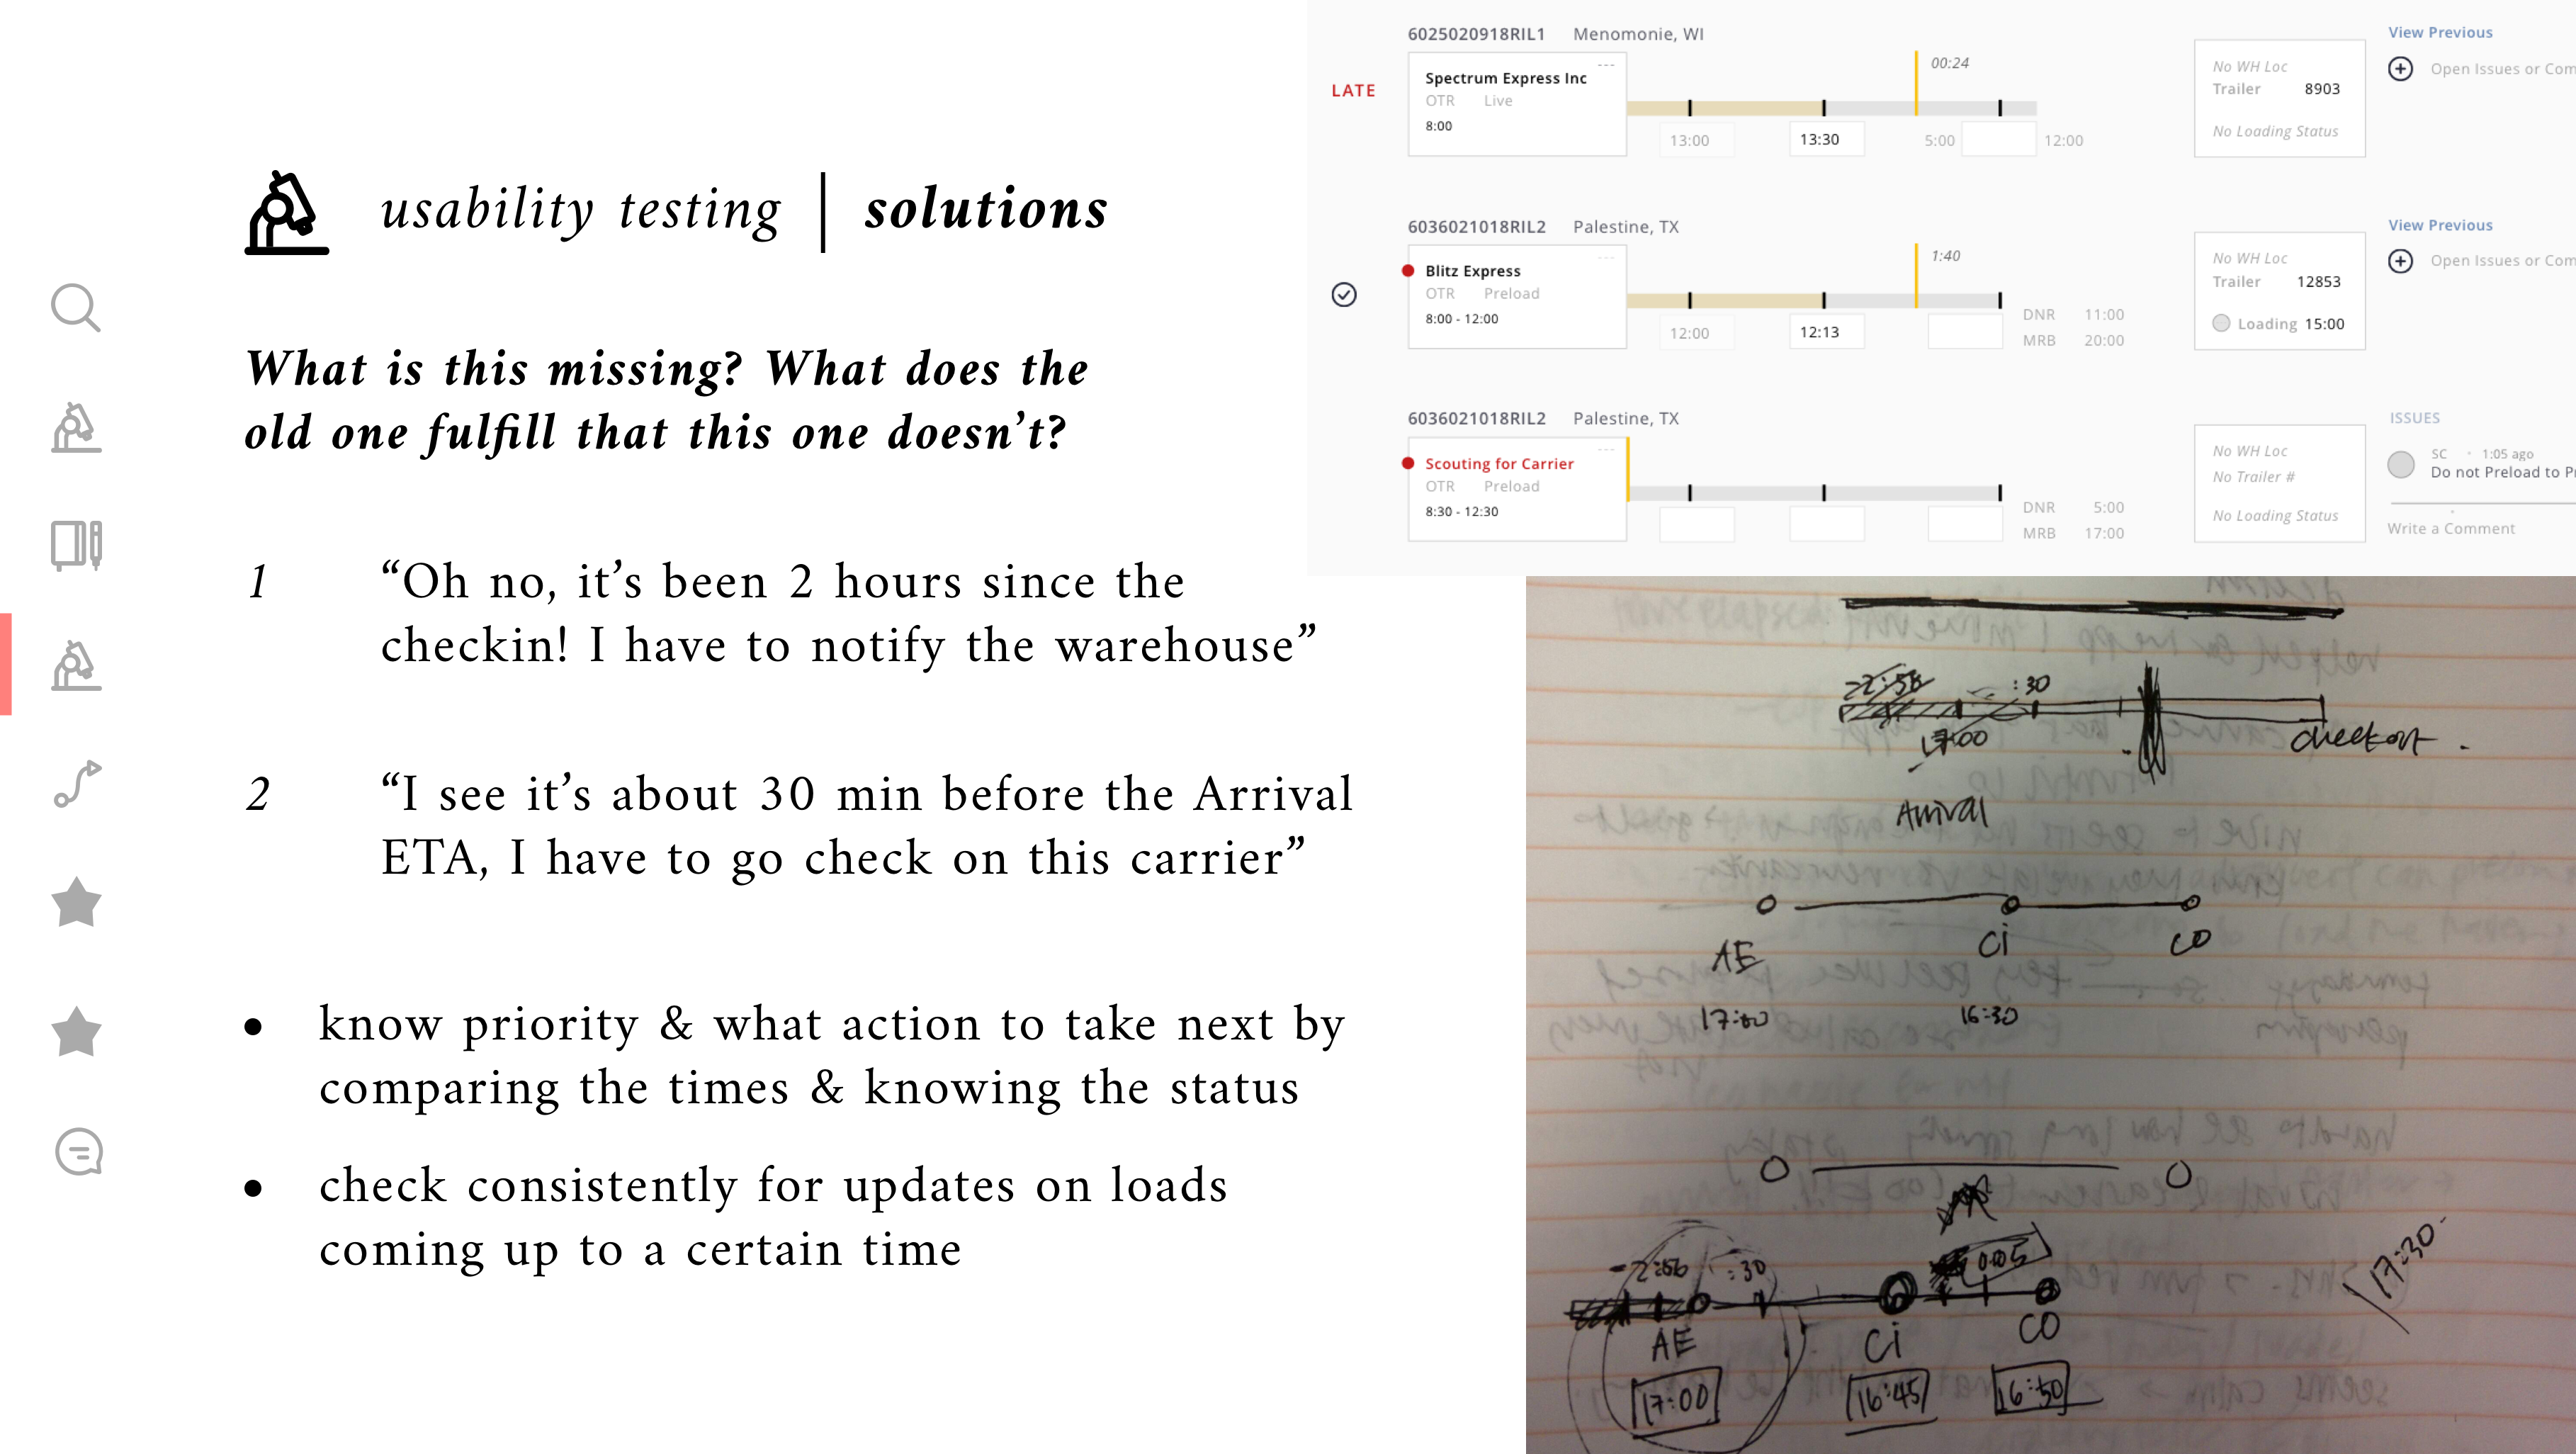 usability testing | solutions
What is this missing? What does the
old one fulfill that this one doesn’t?
1 “Oh no, it’s been 2 hours since the
checkin! I have to notify the warehouse”
2 “I see it’s about 30 min before the Arrival
ETA, I have to go check on this carrier”
• know priority & what action to take next by
comparing the times & knowing the status
• check consistently for updates on loads
coming up to a certain time
6025020918RIL1 Menomonie, WI
LATE
Spectrum Express Inc ---
OTR Live
8:00
00:24
13:00 13:30 5:00 12:00
No WH Loc
Trailer 8903
No Loading Status
View Previous
Open Issues or Com
6036021018RIL2 Palestine, TX
Blitz Express ---
OTR Preload
8:00 - 12:00
1:40
12:00 12:13
DNR 11:00
MRB 20:00
No WH Loc
Trailer 12853
Loading 15:00
View Previous
Open Issues or Com
6036021018RIL2 Palestine, TX
Scouting for Carrier ---
OTR Preload
8:30 - 12:30
DNR 5:00
MRB 17:00
No WH Loc
No Trailer #
No Loading Status
ISSUES
SC • 1:05 ago
Do not Preload to P
Write a Comment
:30
17:00
checkout.
Arrival
AE Ci CO
17:00 16:30
-2:56 :30 0:05
AE Ci CO
17:00 16:45 16:50
17:30